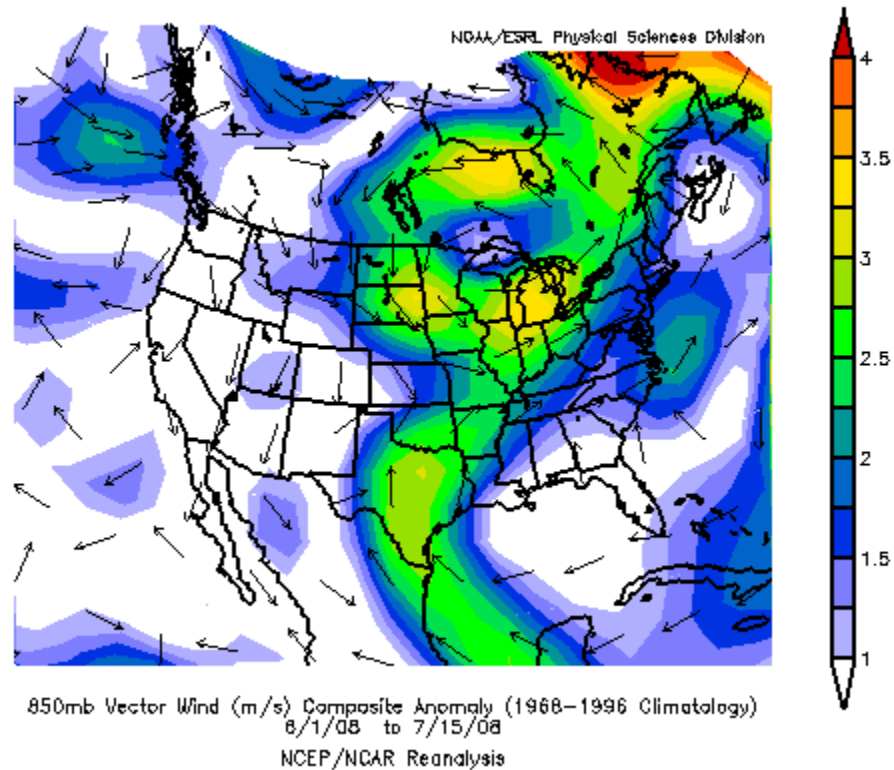 NOAA/ESRL Physical Sciences Division
4
3.5
3
2.5
2
1.5
1
850mb Vector Wind (m/s) Composite Anomaly (1968-1996 Climatology)
6/1/08 to 7/15/08
NCEP/NCAR Reanalysis